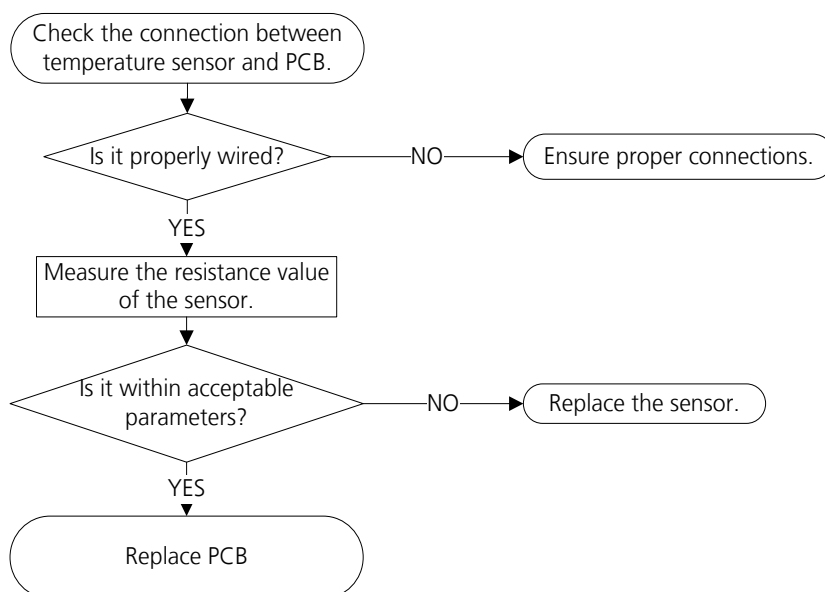 Check the connection between
temperature sensor and PCB.
Is it properly wired?
NO
Ensure proper connections.
YES
Measure the resistance value
of the sensor.
Is it within acceptable
parameters?
NO
Replace the sensor.
YES
Replace PCB